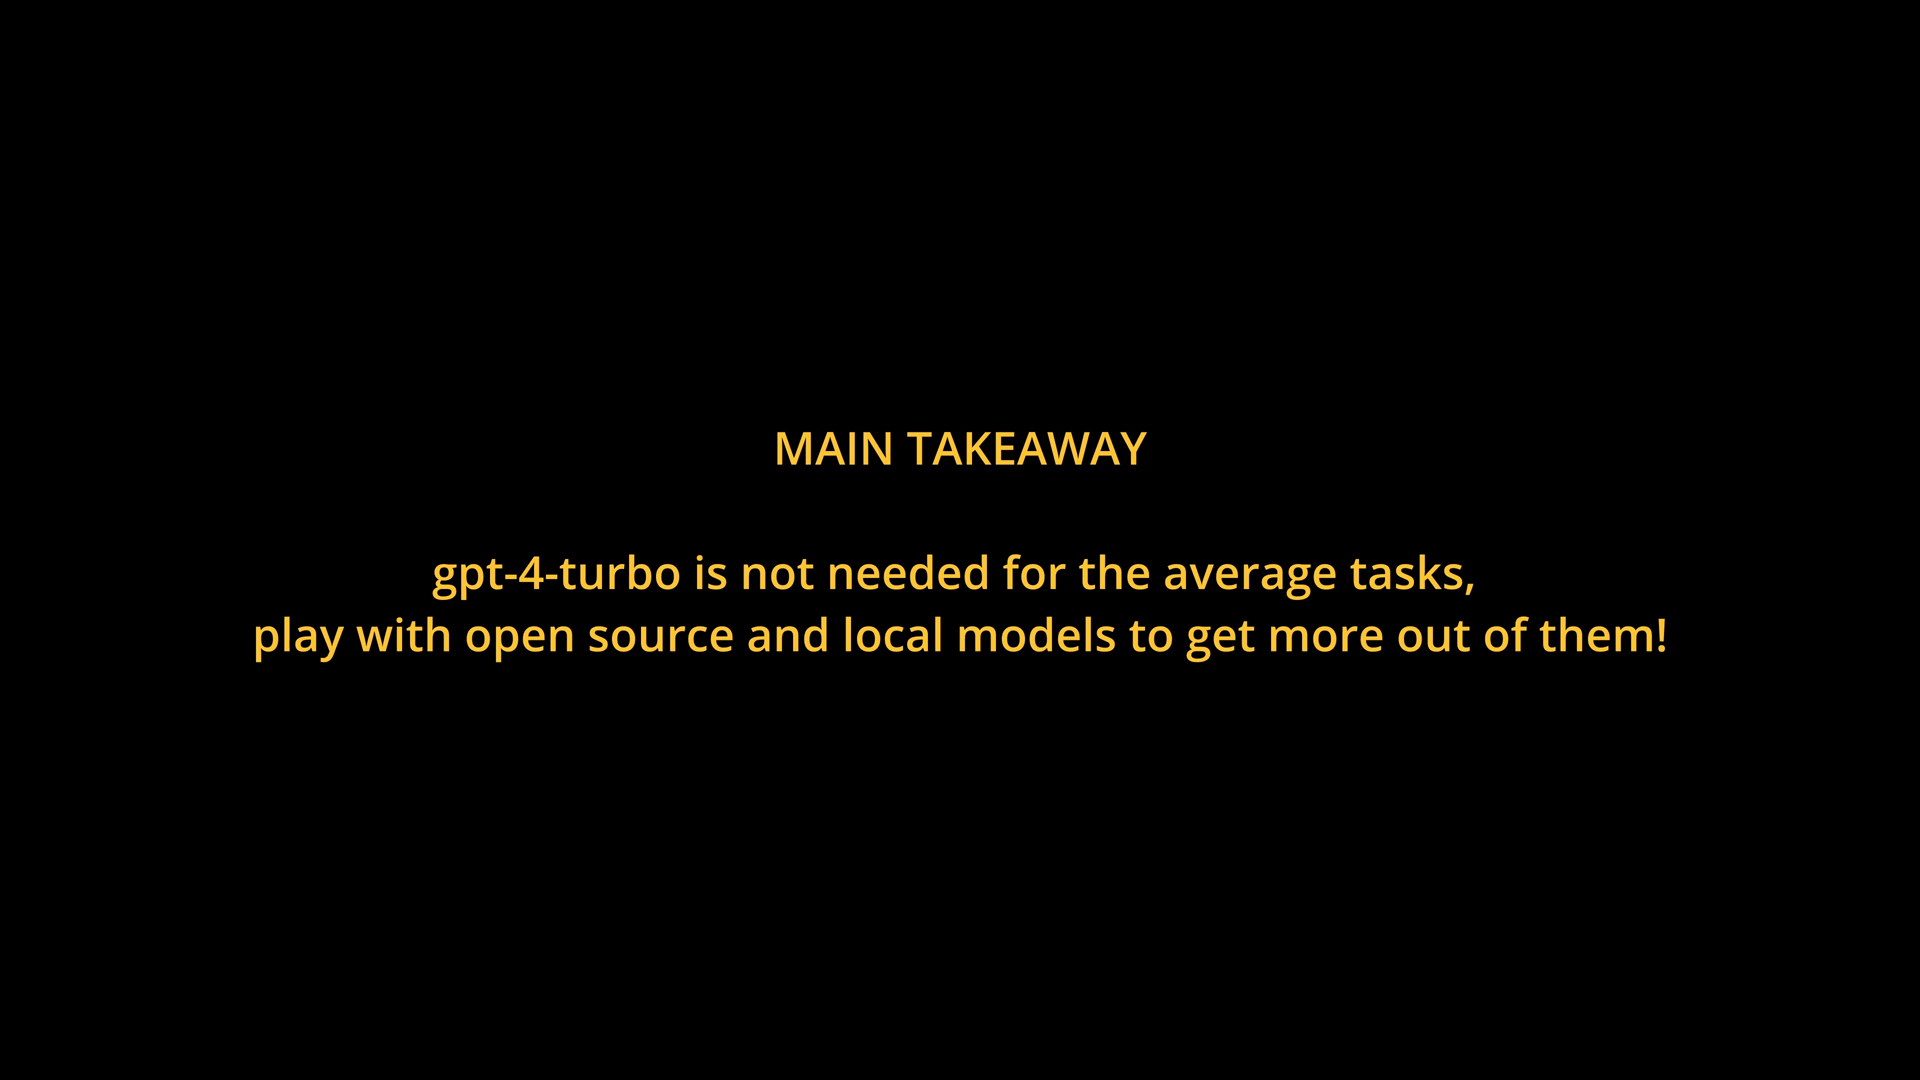 MAIN TAKEAWAY
gpt-4-turbo is not needed for the average tasks,
play with open source and local models to get more out of them!